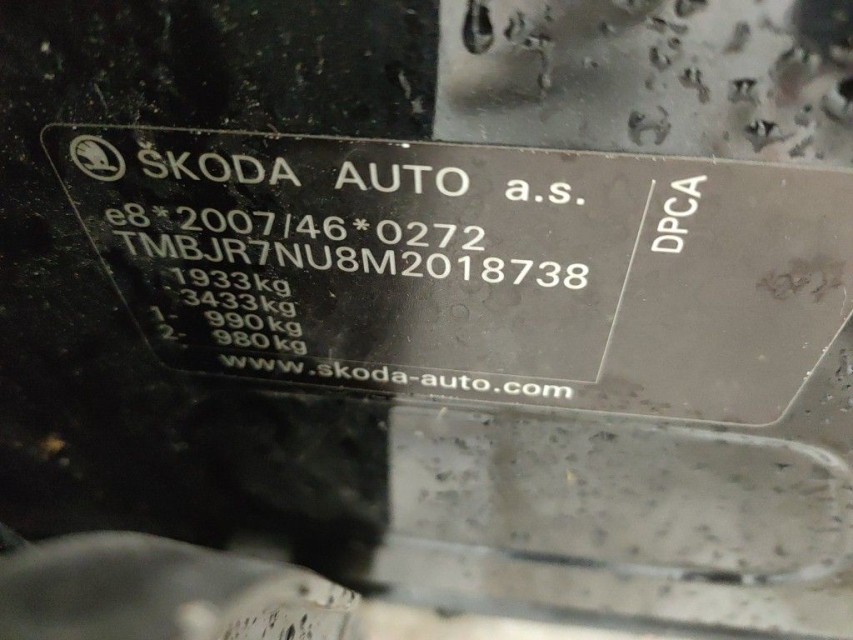 ŠKODA AUTO a.s.
e8*2007/46*0272
TMBJR7NU8M2018738
1933kg
3433kg
1- 990kg
2- 980kg
www.skoda-auto.com
DPCA